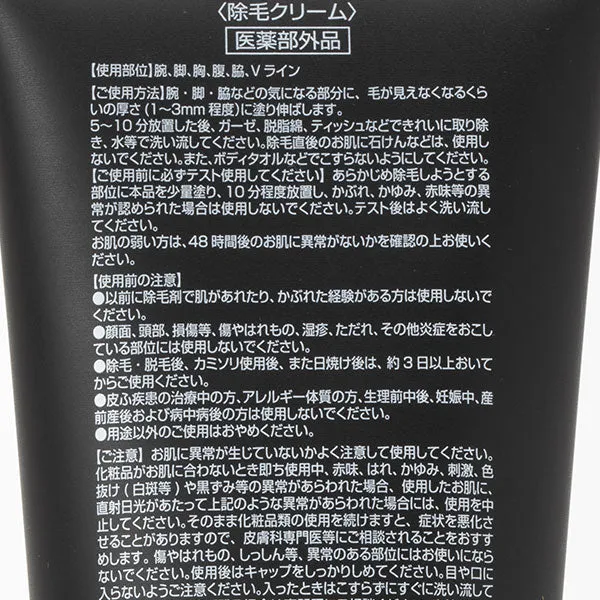 〈除毛クリーム〉
医薬部外品
【使用部位】腕、脚、胸、腹、脇、Vライン
【ご使用方法】腕・脚・脇などの気になる部分に、毛が見えなくなるくら
いの厚さ(1〜3mm程度)に塗り伸ばします。
5〜10分放置した後、ガーゼ、脱脂綿、ティッシュなどできれいに取り除
き、水等で洗い流してください。除毛直後のお肌に石けんなどは、使用し
ないでください。また、ボディタオルなどでこすらないようにしてください。
【ご使用前に必ずテスト使用してください】あらかじめ除毛しようとする
部位に本品を少量塗り、10分程度放置し、かぶれ、かゆみ、赤味等の異
常が認められた場合は使用しないでください。テスト後はよく洗い流し
てください。
お肌の弱い方は、48時間後のお肌に異常がないかを確認の上お使いく
ださい。
【使用前の注意】
●以前に除毛剤で肌があれたり、かぶれた経験がある方は使用しないで
ください。
●顔面、頭部、損傷等、傷やはれもの、湿疹、ただれ、その他炎症をおこし
ている部位には使用しないでください。
●除毛・脱毛後、カミソリ使用後、また日焼け後は、約3日以上おいて
からご使用ください。
●皮ふ疾患の治療中の方、アレルギー体質の方、生理前中後、妊娠中、産
前産後および病中病後の方は使用しないでください。
●用途以外のご使用はおやめください。
【ご注意】お肌に異常が生じていないかよく注意して使用してください。
化粧品がお肌に合わないとき即ち使用中、赤味、はれ、かゆみ、刺激、色
抜け(白斑等)や黒ずみ等の異常があらわれた場合、使用したお肌に、
直射日光があたって上記のような異常があらわれた場合には、使用を中
止してください。そのまま化粧品類の使用を続けますと、症状を悪化さ
せることがありますので、皮膚科専門医等にご相談されることをおすす
めします。傷やはれもの、しっしん等、異常のある部位にはお使いになら
ないでください。使用後はキャップをしっかりしめてください。目や口に
入らないようご注意ください。入ったときはこすらずにすぐに洗い流して